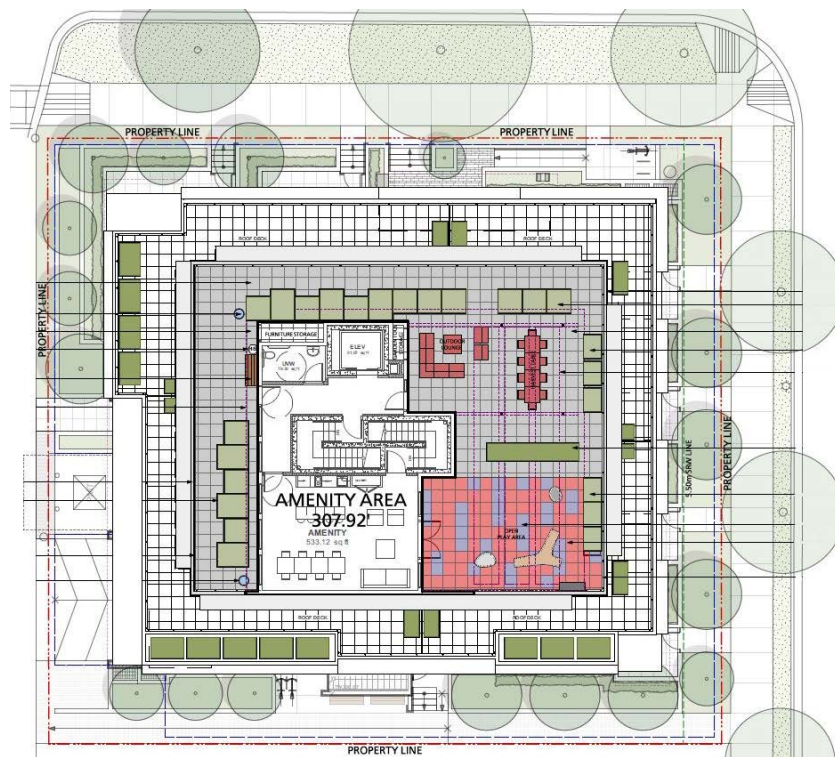 PROPERTY LINE
PROPERTY LINE
ROOF DECK
ROOF DECK
FURNITURE STORAGE
ELEV
UWW
OUTDOOR
LOUNGE
HARVEST TABLE
PROPERTY LINE
AMENITY AREA
307.92'
AMENITY
533.12 sq ft
OPEN
PLAY AREA
5.50m SRW LINE
PROPERTY LINE
ROOF DECK
ROOF DECK
PROPERTY LINE